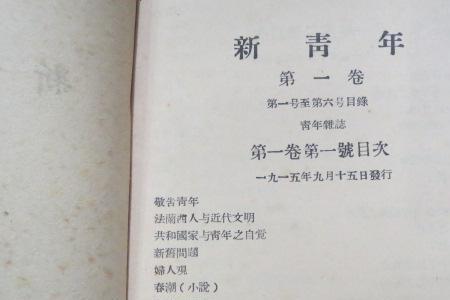 新青年
第一卷
第一号至第六号目錄
青年雜誌
第一卷第一號目次
一九一五年九月十五日發行
敬告青年
法蘭西人与近代文明
共和國家与青年之自覚
新舊問題
婦人观
春潮(小說)